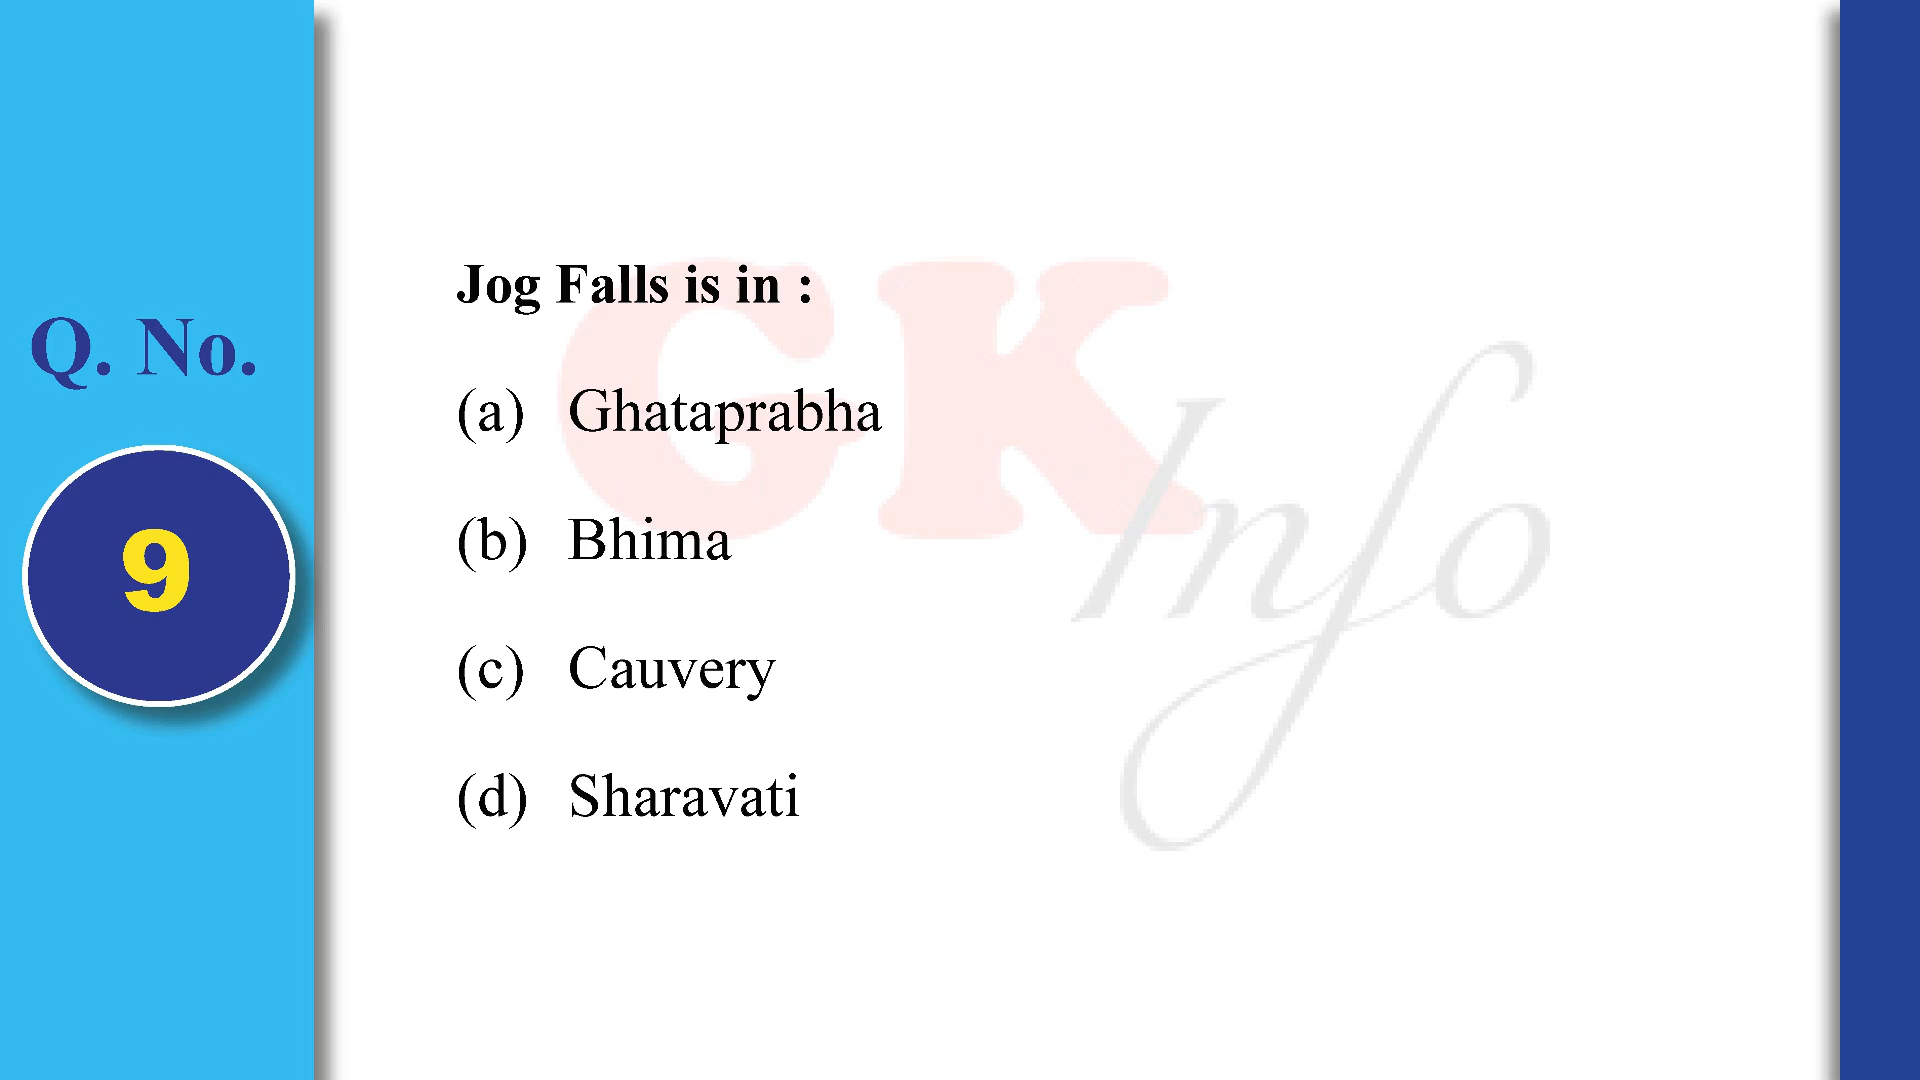 Q. No.
9
Jog Falls is in :
(a) Ghataprabha
(b) Bhima
(c) Cauvery
(d) Sharavati
GK
Info